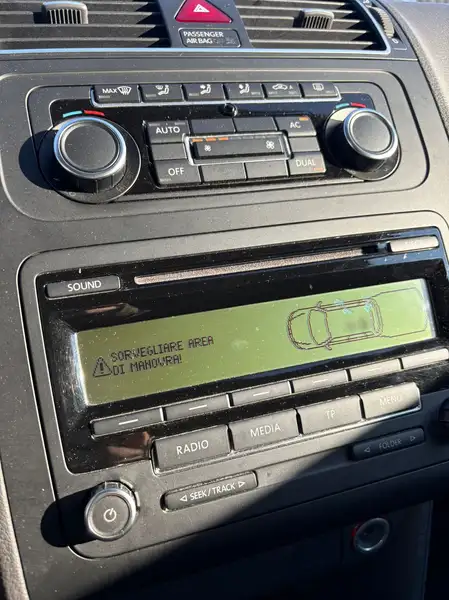 PASSENGER
AIR BAG
MAX
AUTO
AC
OFF
DUAL
SOUND
SORVEGLIARE AREA
DI MANOVRA!
RADIO
MEDIA
TP
MENU
SEEK / TRACK
FOLDER